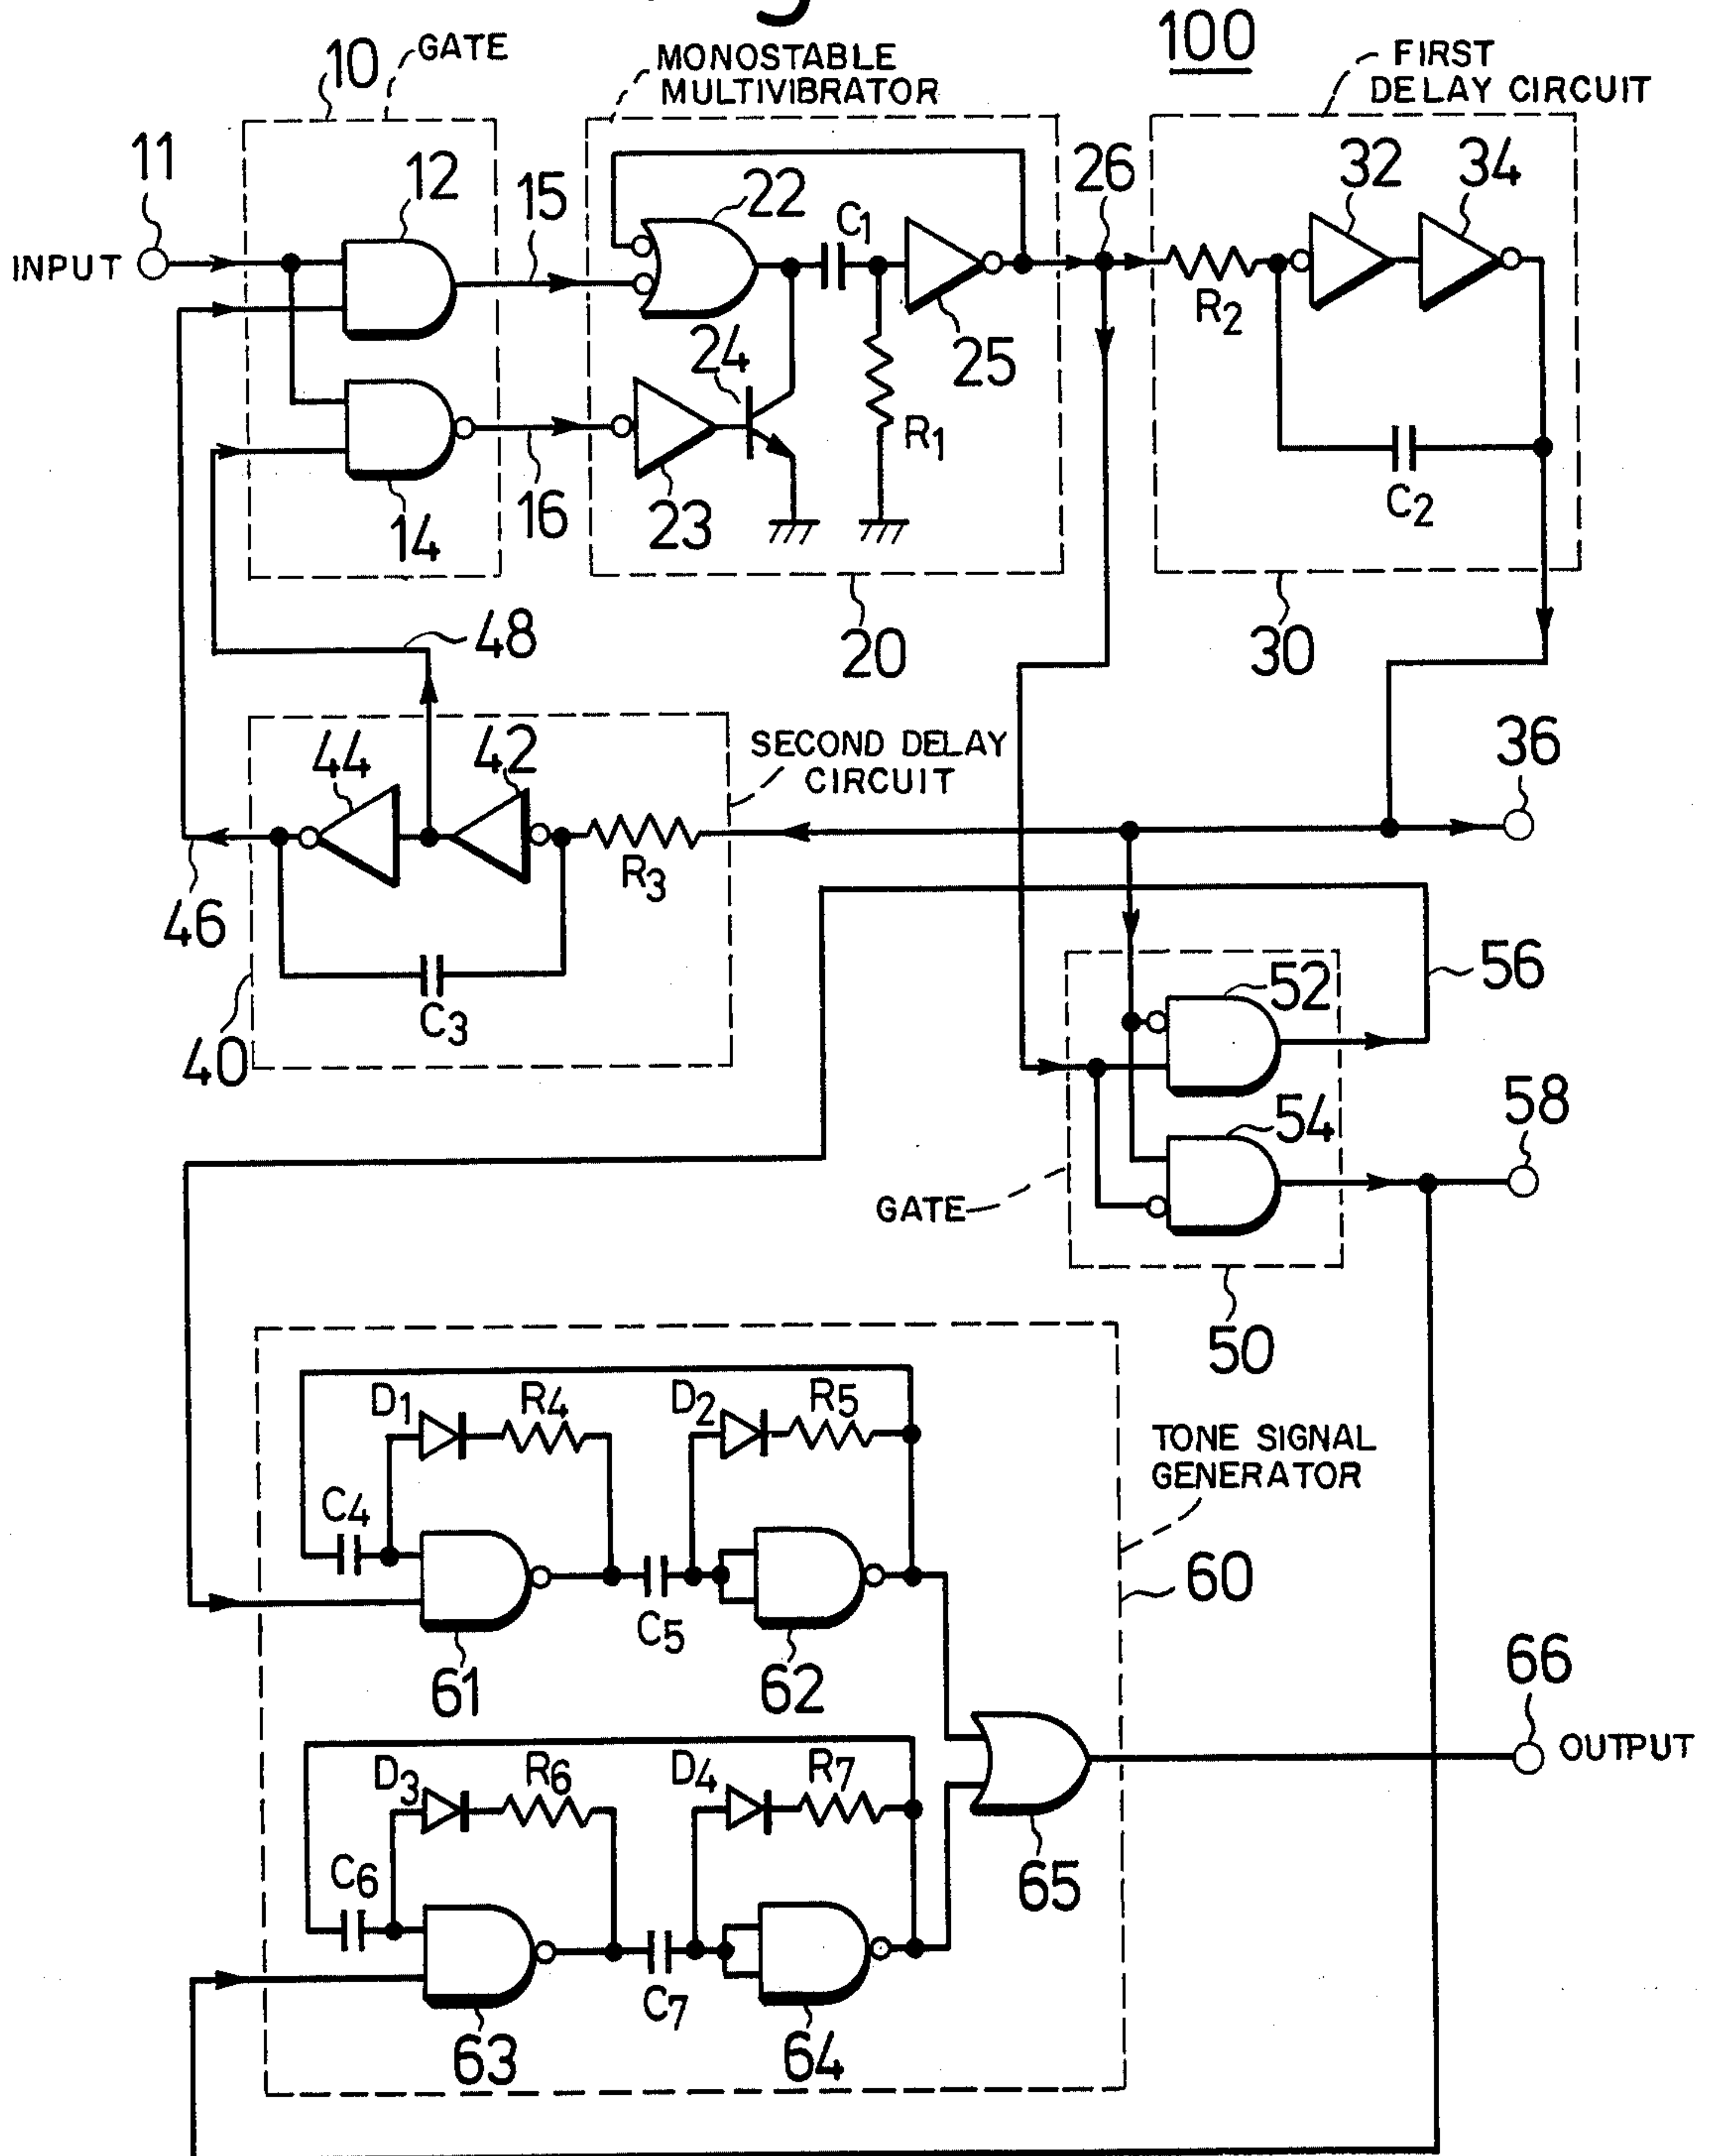 g
100
10
GATE
MONOSTABLE
MULTIVIBRATOR
FIRST
DELAY CIRCUIT
11
12
15
22
C1
26
32
34
INPUT
R2
24
25
R1
C2
14
16
23
48
20
30
44
42
SECOND DELAY
CIRCUIT
36
R3
46
C3
40
52
56
54
58
GATE
50
D1
R4
D2
R5
TONE SIGNAL
GENERATOR
C4
60
C5
61
62
66
OUTPUT
D3
R6
D4
R7
C6
65
C7
63
64